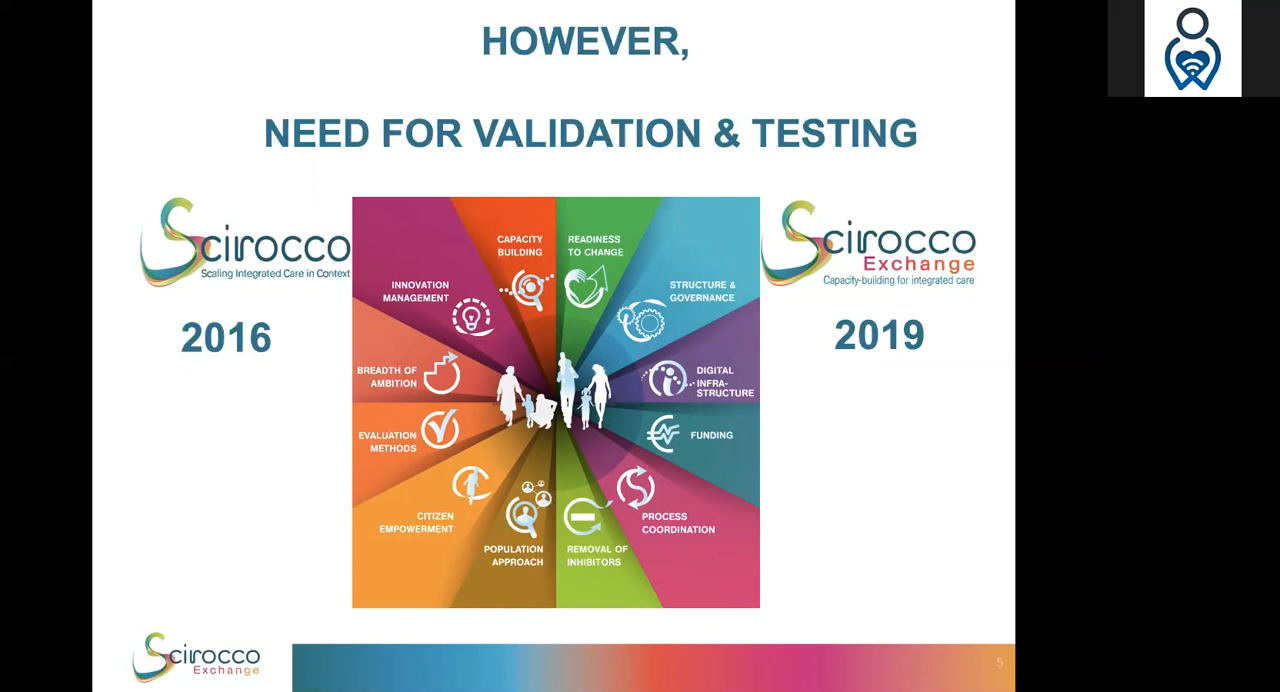 HOWEVER,
NEED FOR VALIDATION & TESTING
Scirocco
Scaling Integrated Care in Context
2016
CAPACITY
BUILDING
READINESS
TO CHANGE
INNOVATION
MANAGEMENT
STRUCTURE &
GOVERNANCE
BREADTH OF
AMBITION
DIGITAL
INFRA-
STRUCTURE
EVALUATION
METHODS
FUNDING
CITIZEN
EMPOWERMENT
PROCESS
COORDINATION
POPULATION
APPROACH
REMOVAL OF
INHIBITORS
Scirocco
Exchange
Capacity-building for integrated care
2019
Scirocco
Exchange
5